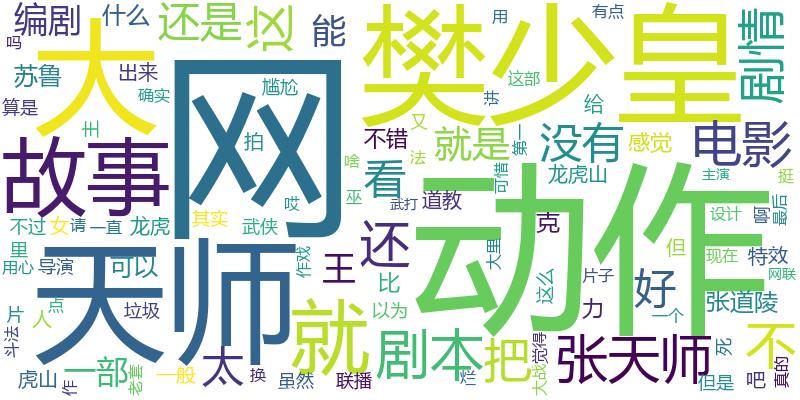 编剧
什么
还是
这
能
大
网
樊少皇
剧情
用
有点
吗
苏鲁
出来
算是
确实
尴尬
这部
讲
给
主
拍
不错
又
法
就是
第一
没有
感觉
电影
故事
啥
巫
看
武打
道教
可惜
龙虎山
主演
挺
不过
女
请
一直
龙虎
其实
武侠
哎
还
克
动作
设计
啊
最后
但
现在
里
用心
导演
可以
天师
作戏
王
比
大里
这么
好
片子
力
特效
网联
一个
张道陵
斗法
片
人
点
垃圾
就
以为
剧本
把
大战
觉得
张天师
死
不
虎山
作
一部
老套
一般
太
换
虽然
联播
但是
吧
真的